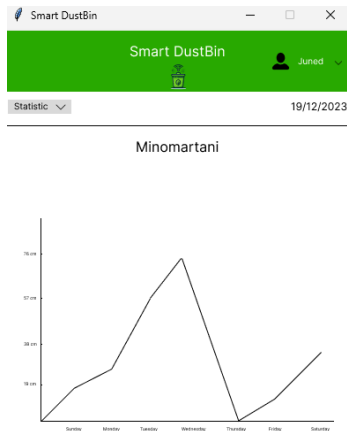 Smart DustBin
Smart DustBin
Juned
Statistic
19/12/2023
Minomartani
76 cm
57 cm
38 cm
19 cm
Sunday Monday Tuesday Wednesday Thursday Friday Saturday